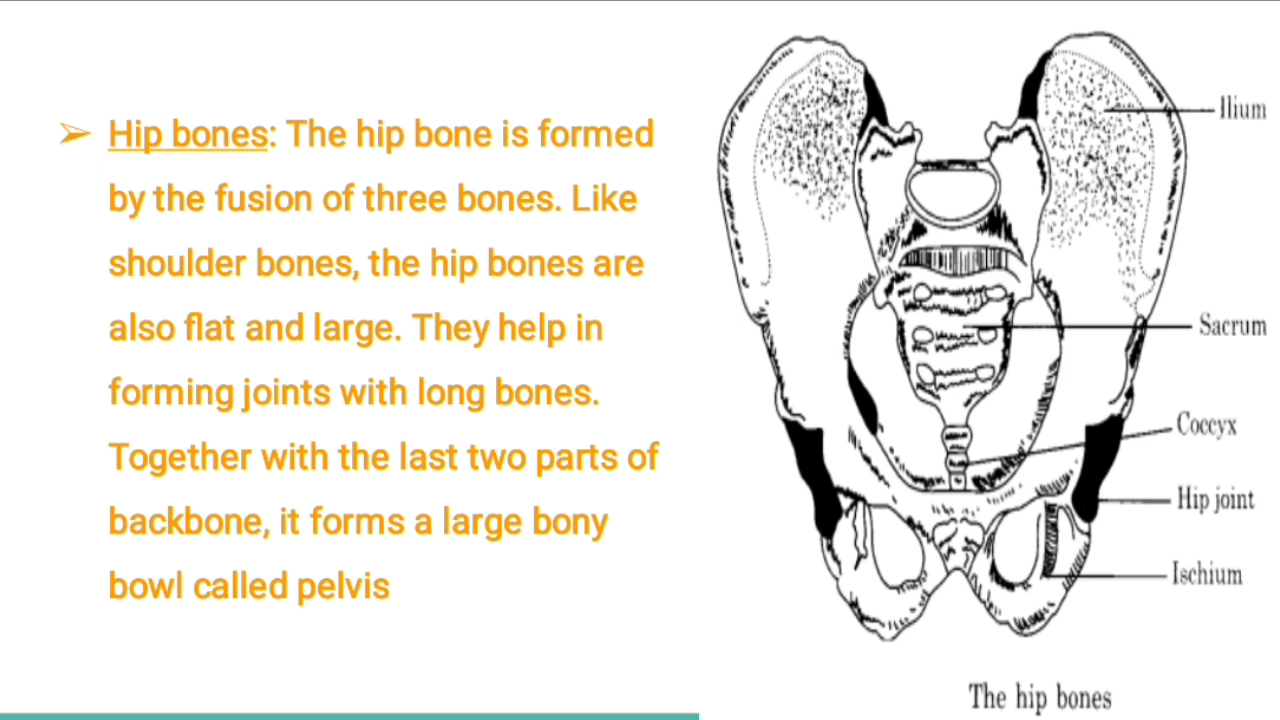 ➢ Hip bones: The hip bone is formed
by the fusion of three bones. Like
shoulder bones, the hip bones are
also flat and large. They help in
forming joints with long bones.
Together with the last two parts of
backbone, it forms a large bony
bowl called pelvis
Ilium
Sacrum
Coccyx
Hip joint
Ischium
The hip bones